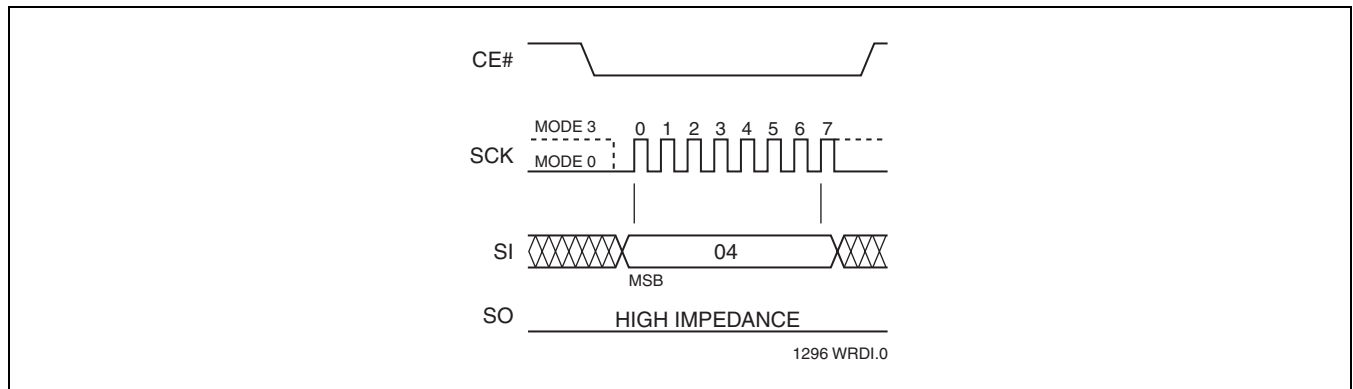 CE#
MODE 3
0 1 2 3 4 5 6 7
SCK
MODE 0
SI
04
MSB
SO
HIGH IMPEDANCE
1296 WRDI.0